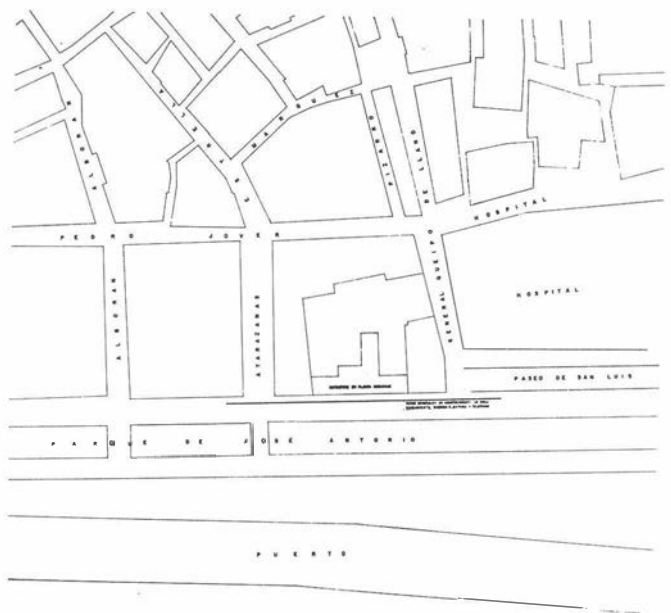 ALBORAN
MARQUEZ
PIZARRO
GENERAL QUEIPO DE LLANO
HOSPITAL
PEDRO JOVER
ALBORAN
ATARAZANAS
HOSPITAL
PASEO DE SAN LUIS
PARQUE DE JOSÉ ANTONIO
PUERTO